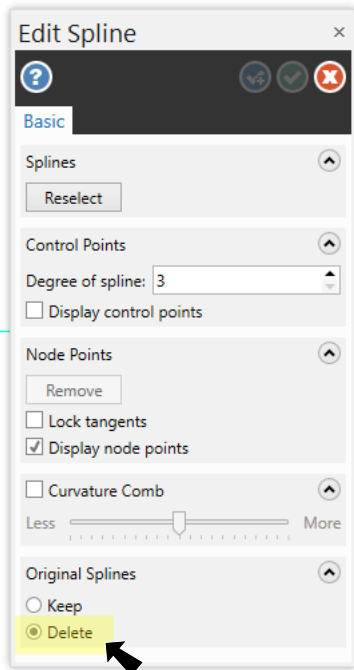 Edit Spline ×
?
Basic
Splines
Reselect
Control Points
Degree of spline: 3
Display control points
Node Points
Remove
Lock tangents
Display node points
Curvature Comb
Less More
Original Splines
Keep
Delete